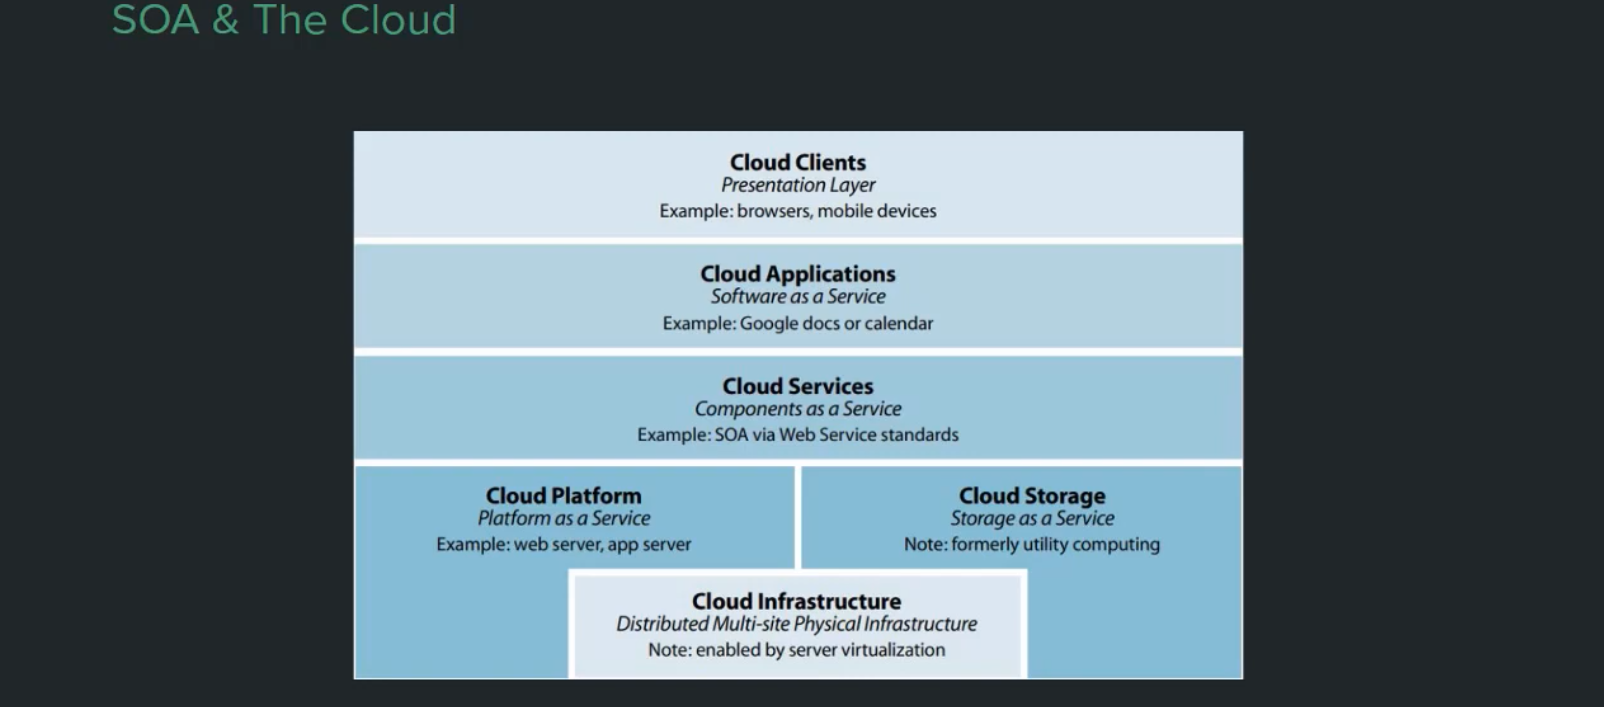 SOA & The Cloud
Cloud Clients
Presentation Layer
Example: browsers, mobile devices
Cloud Applications
Software as a Service
Example: Google docs or calendar
Cloud Services
Components as a Service
Example: SOA via Web Service standards
Cloud Platform
Platform as a Service
Example: web server, app server
Cloud Storage
Storage as a Service
Note: formerly utility computing
Cloud Infrastructure
Distributed Multi-site Physical Infrastructure
Note: enabled by server virtualization